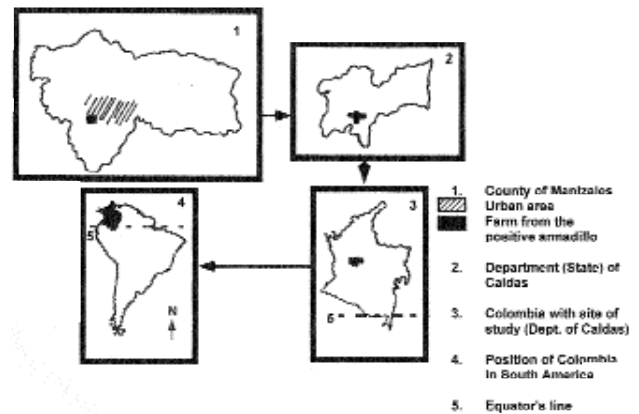 1
2
4
3
5
5
N
1. County of Manizales
Urban area
Farm from the
positive armadillo
2. Department (State) of
Caldas
3. Colombia with site of
study (Dept. of Caldas)
4. Position of Colombia
in South America
5. Equator's line